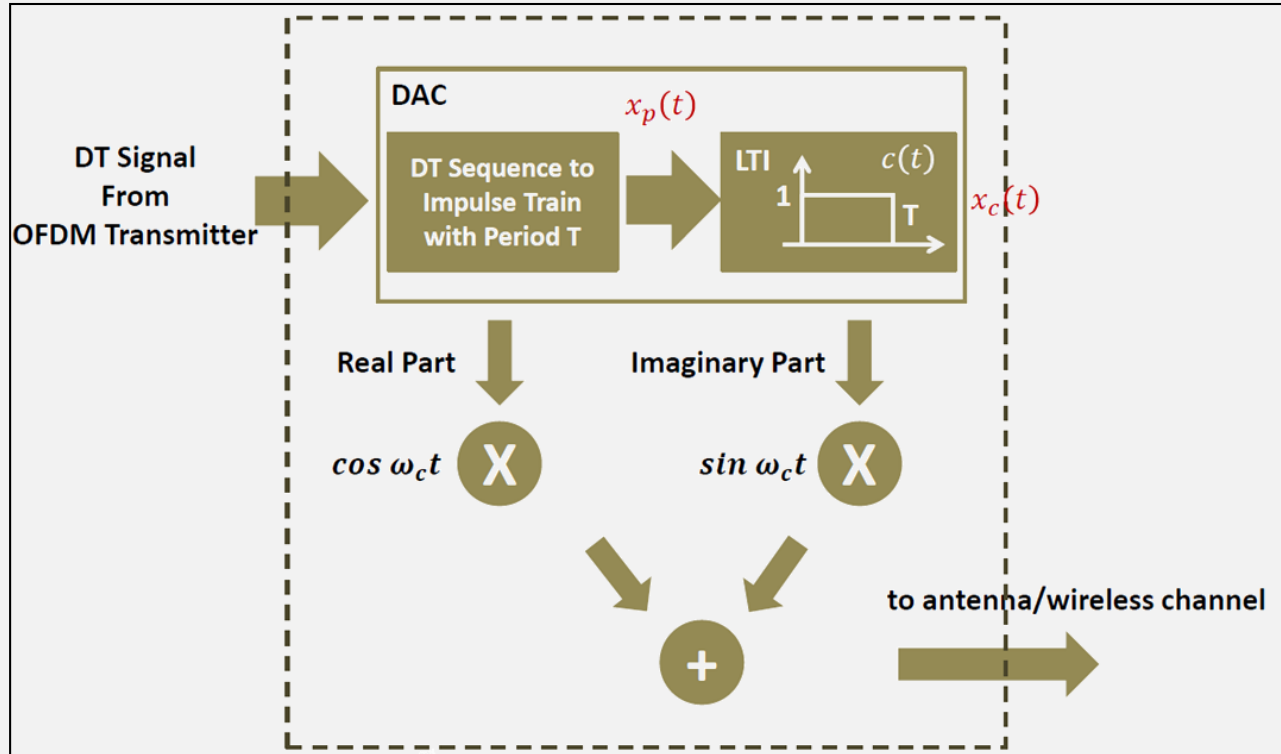 DAC
x_p(t)
DT Signal
From
OFDM Transmitter
DT Sequence to
Impulse Train
with Period T
LTI
c(t)
1
T
x_c(t)
Real Part
Imaginary Part
cos ω_c t
X
sin ω_c t
X
to antenna/wireless channel
+